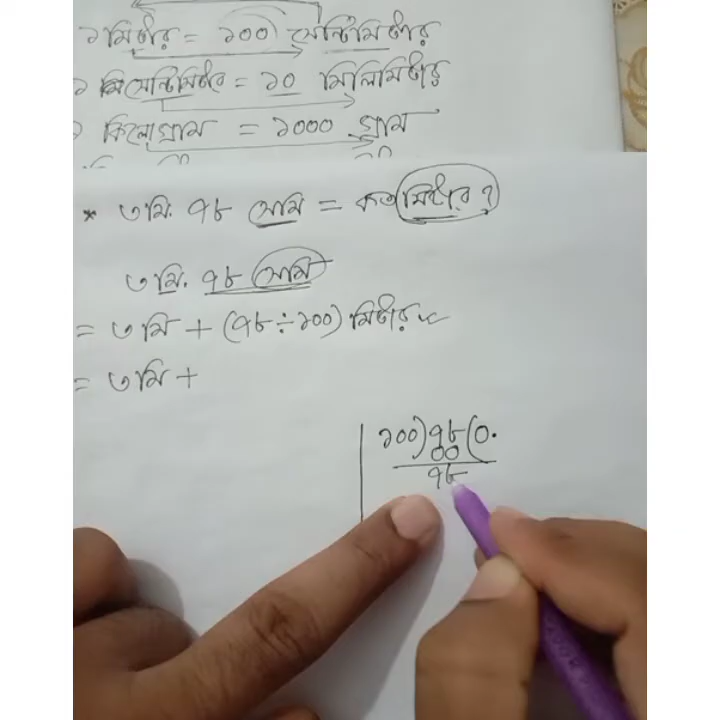 ১ মিটার = ১০০ সেন্টিমিটার
১ সেন্টিমিটার = ১০ মিলিমিটার
১ কিলোগ্রাম = ১০০০ গ্রাম
* ৩ মি. ৭৮ সেমি = কত মিটার?
৩ মি. ৭৮ সেমি
= ৩ মি + (৭৮ ÷ ১০০) মিটার
= ৩ মি +
১০০) ৭৮ (০.
০০
৭৮